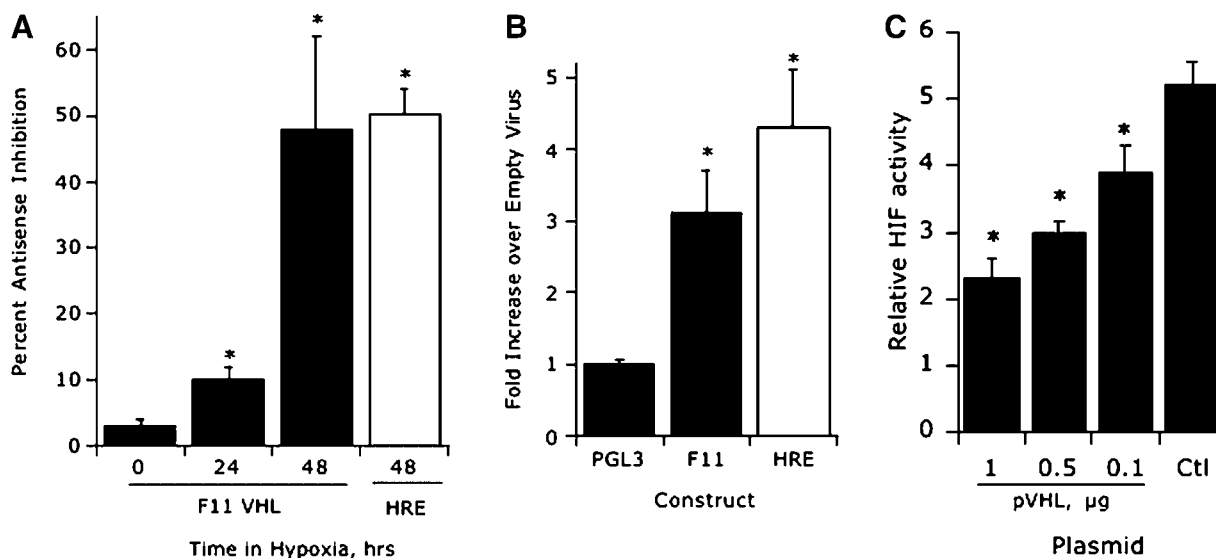 A
Percent Antisense Inhibition
60
50
40
30
20
10
0
*
*
*
0 24 48 48
F11 VHL HRE
Time in Hypoxia, hrs
B
Fold Increase over Empty Virus
5
4
3
2
1
0
*
*
PGL3 F11 HRE
Construct
C
Relative HIF activity
6
5
4
3
2
1
0
*
*
*
1 0.5 0.1 Ctl
pVHL, µg
Plasmid